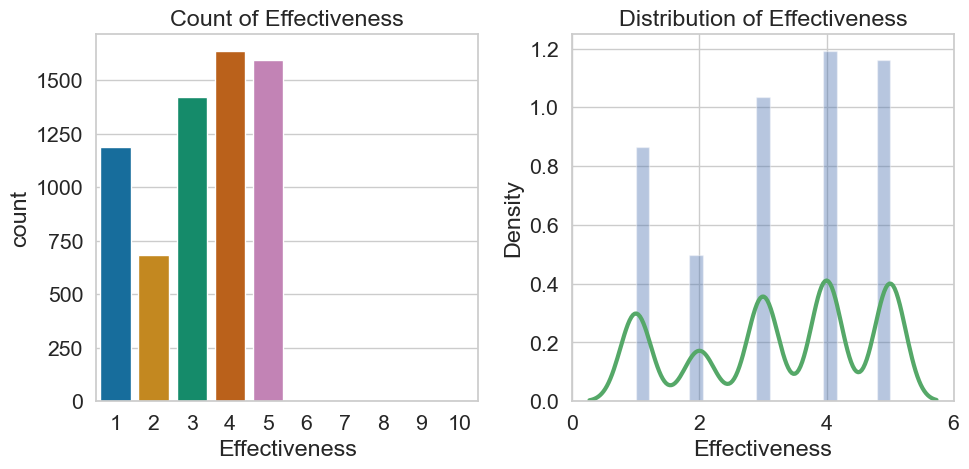 Count of Effectiveness
count
1500
1250
1000
750
500
250
0
1 2 3 4 5 6 7 8 9 10
Effectiveness
Distribution of Effectiveness
Density
1.2
1.0
0.8
0.6
0.4
0.2
0.0
0 2 4 6
Effectiveness